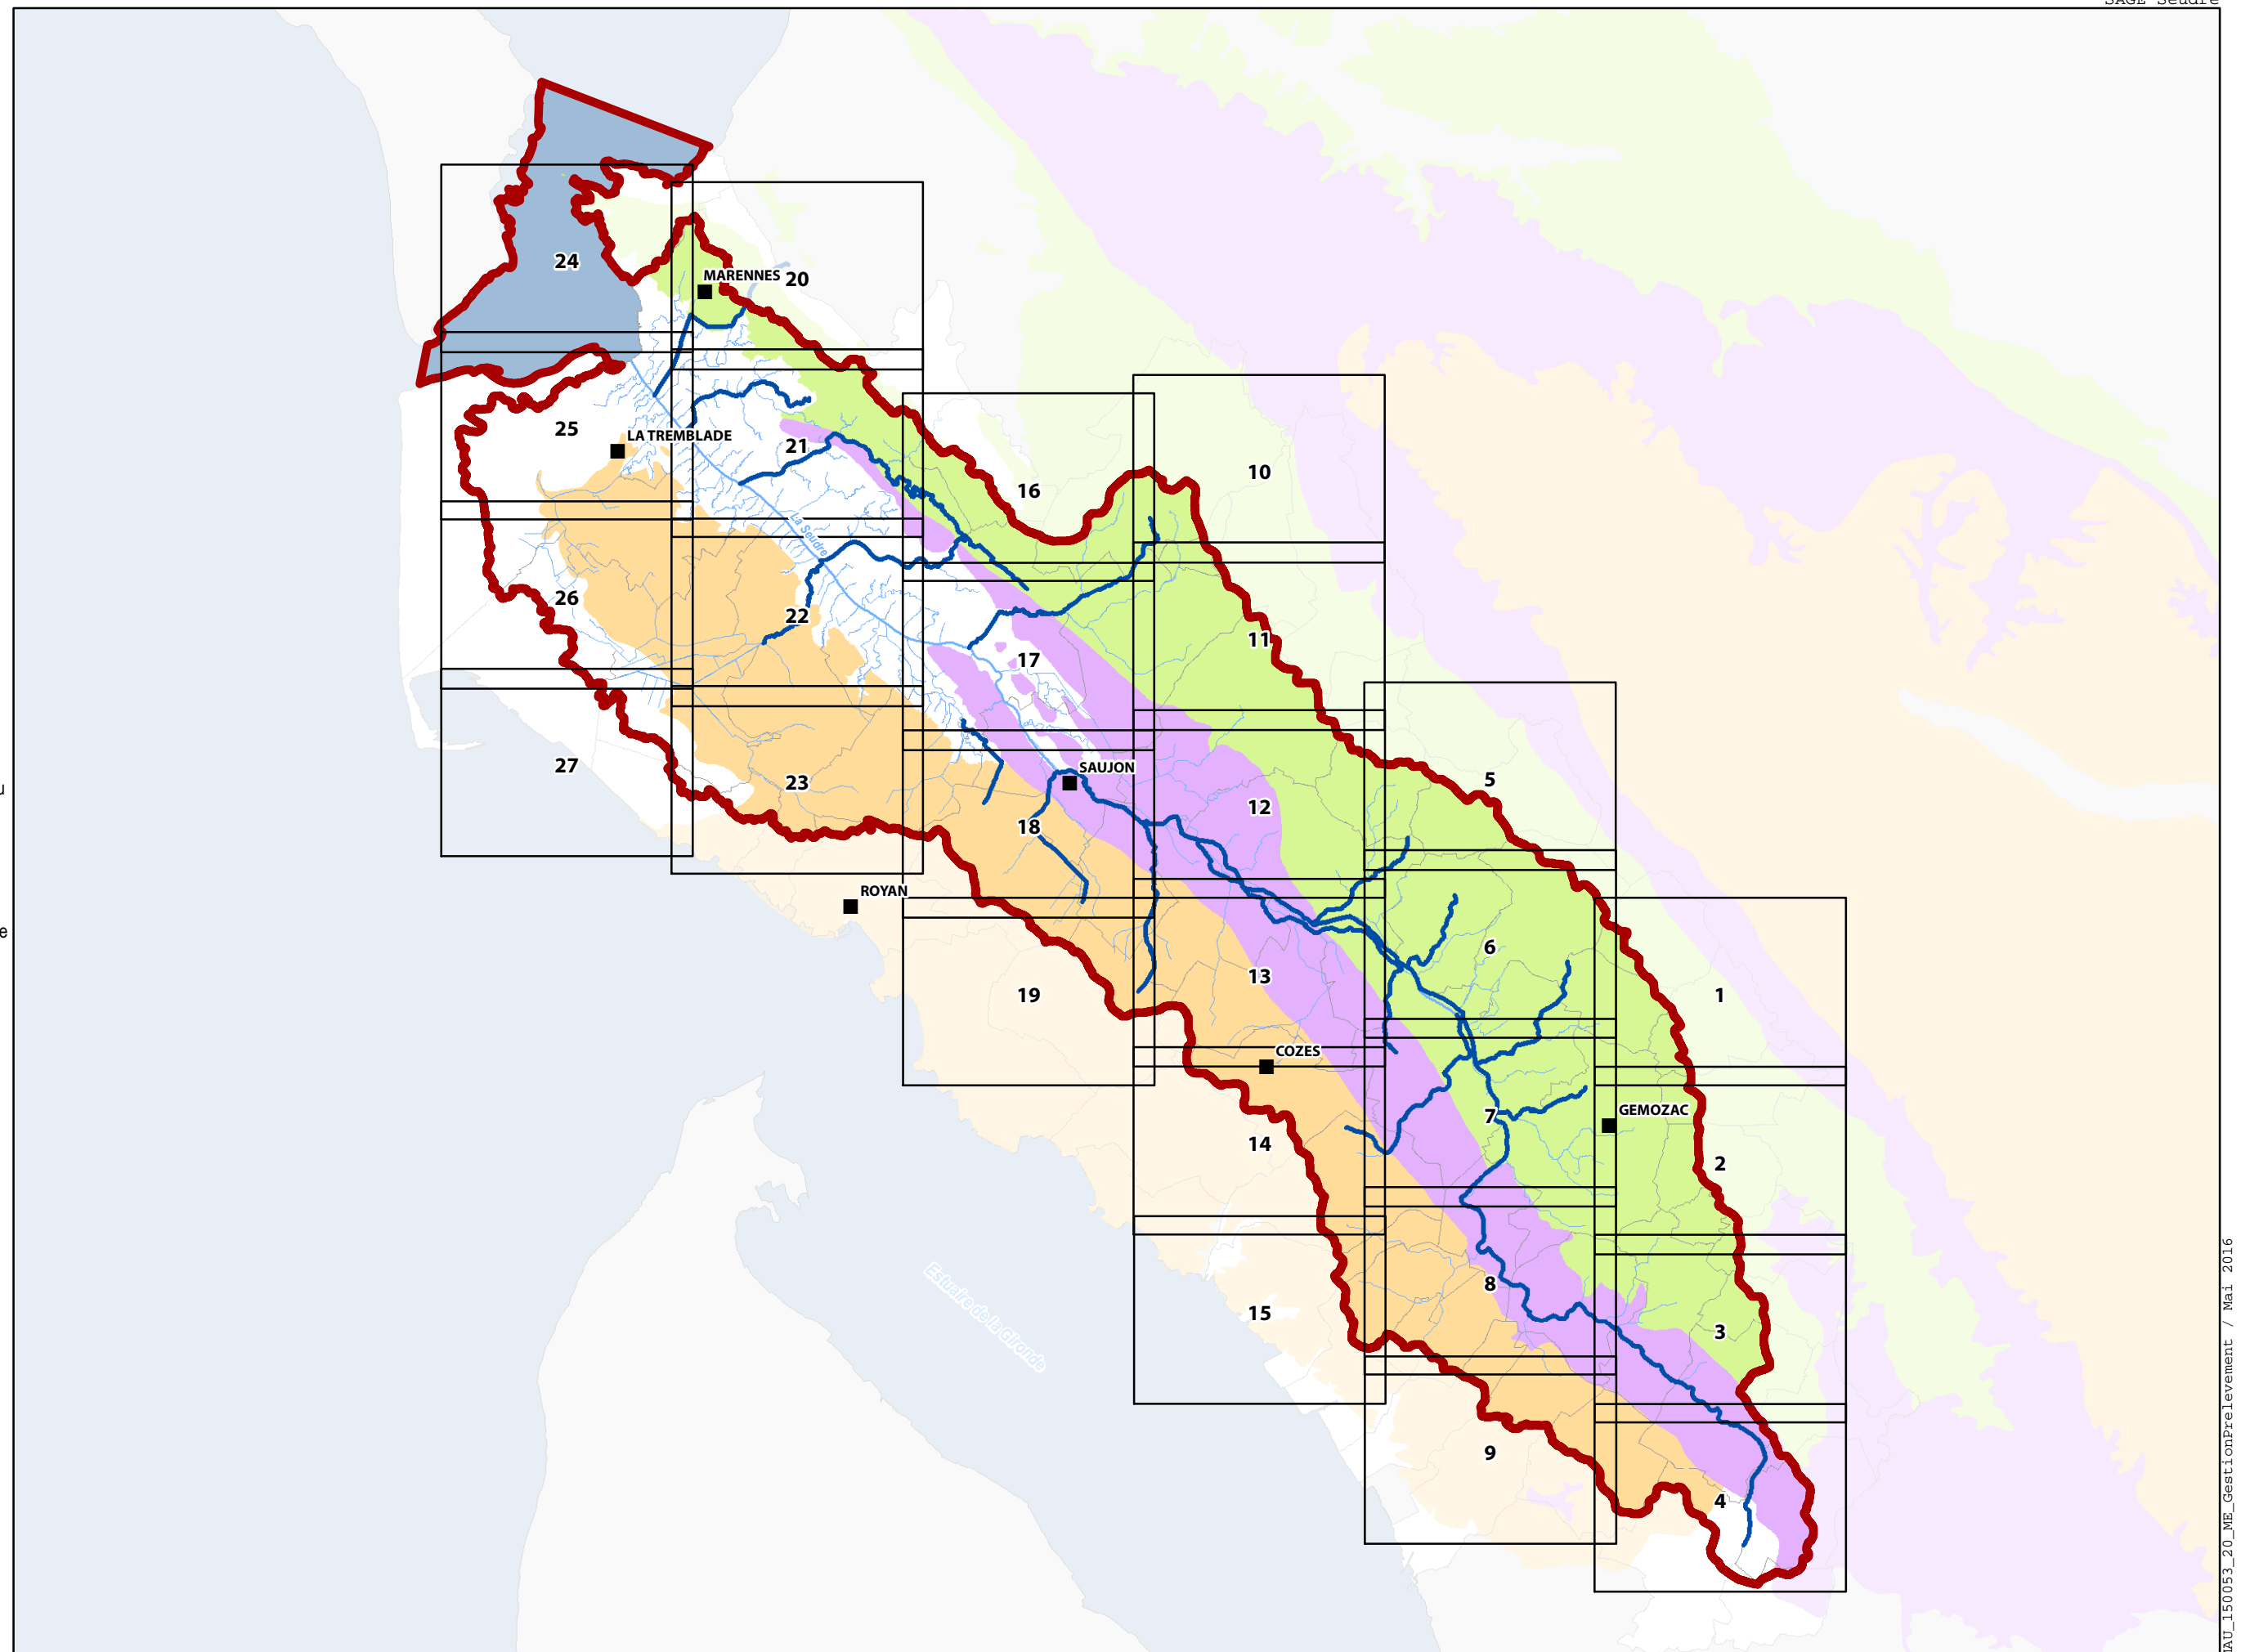 SAGE Seudre
24
MARENNES
20
25
LA TREMBLADE
21
16
10
La Seudre
26
22
11
17
27
23
SAUJON
5
12
18
ROYAN
6
13
19
1
COZES
7
GEMOZAC
14
2
8
15
Estuaire de la Gironde
3
9
4
AU_150053_20_ME_GestionPrelevement / Mai 2016